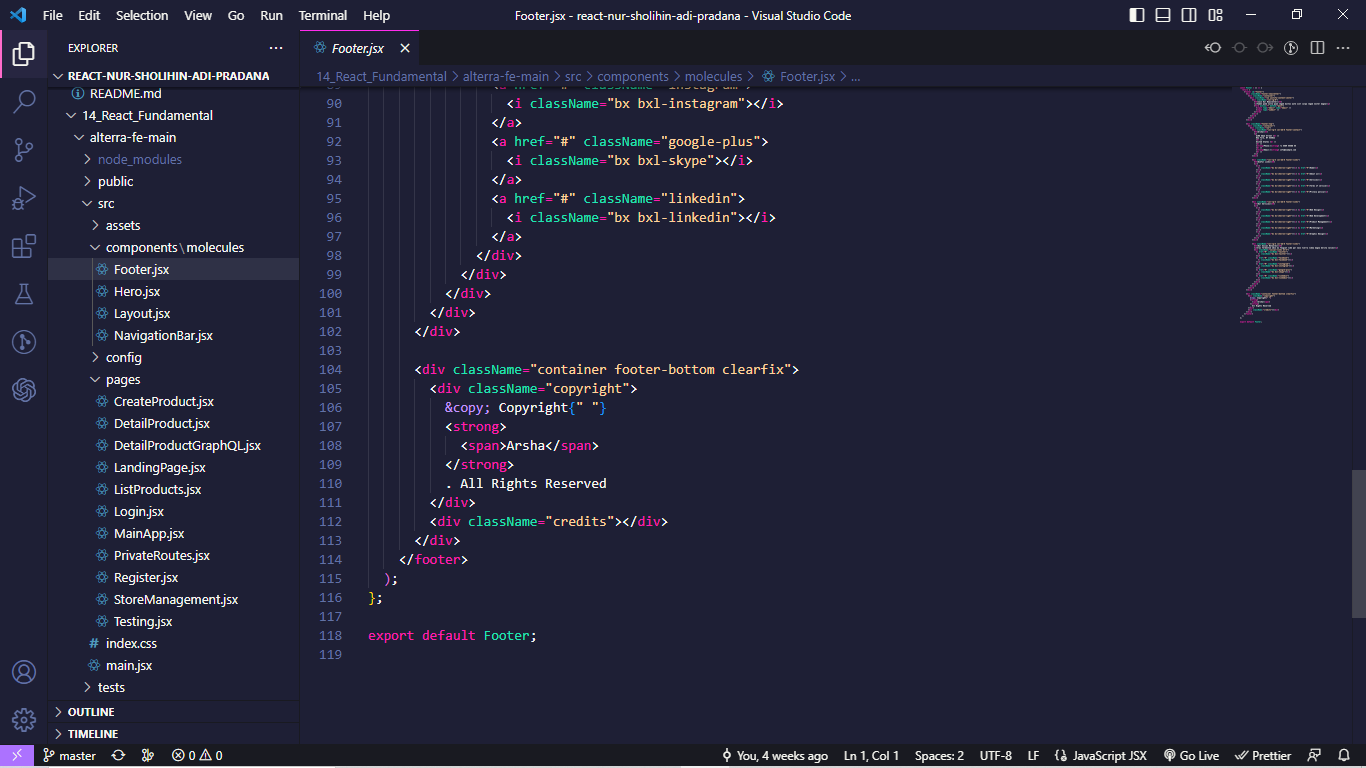 File Edit Selection View Go Run Terminal Help
Footer.jsx - react-nur-sholihin-adi-pradana - Visual Studio Code
EXPLORER
REACT-NUR-SHOLIHIN-ADI-PRADANA
README.md
14_React_Fundamental
alterra-fe-main
node_modules
public
src
assets
components\molecules
Footer.jsx
Hero.jsx
Layout.jsx
NavigationBar.jsx
config
pages
CreateProduct.jsx
DetailProduct.jsx
DetailProductGraphQL.jsx
LandingPage.jsx
ListProducts.jsx
Login.jsx
MainApp.jsx
PrivateRoutes.jsx
Register.jsx
StoreManagement.jsx
Testing.jsx
index.css
main.jsx
tests
OUTLINE
TIMELINE
Footer.jsx
14_React_Fundamental > alterra-fe-main > src > components > molecules > Footer.jsx > ...
89 <a href="#" className="instagram">
90 <i className="bx bxl-instagram"></i>
91 </a>
92 <a href="#" className="google-plus">
93 <i className="bx bxl-skype"></i>
94 </a>
95 <a href="#" className="linkedin">
96 <i className="bx bxl-linkedin"></i>
97 </a>
98 </div>
99 </div>
100 </div>
101 </div>
102 </div>
103
104 <div className="container footer-bottom clearfix">
105 <div className="copyright">
106 &copy; Copyright{" "}
107 <strong>
108 <span>Arsha</span>
109 </strong>
110 . All Rights Reserved
111 </div>
112 <div className="credits"></div>
113 </div>
114 </footer>
115 );
116 };
117
118 export default Footer;
119
master 0 0 You, 4 weeks ago Ln 1, Col 1 Spaces: 2 UTF-8 LF {} JavaScript JSX Go Live Prettier